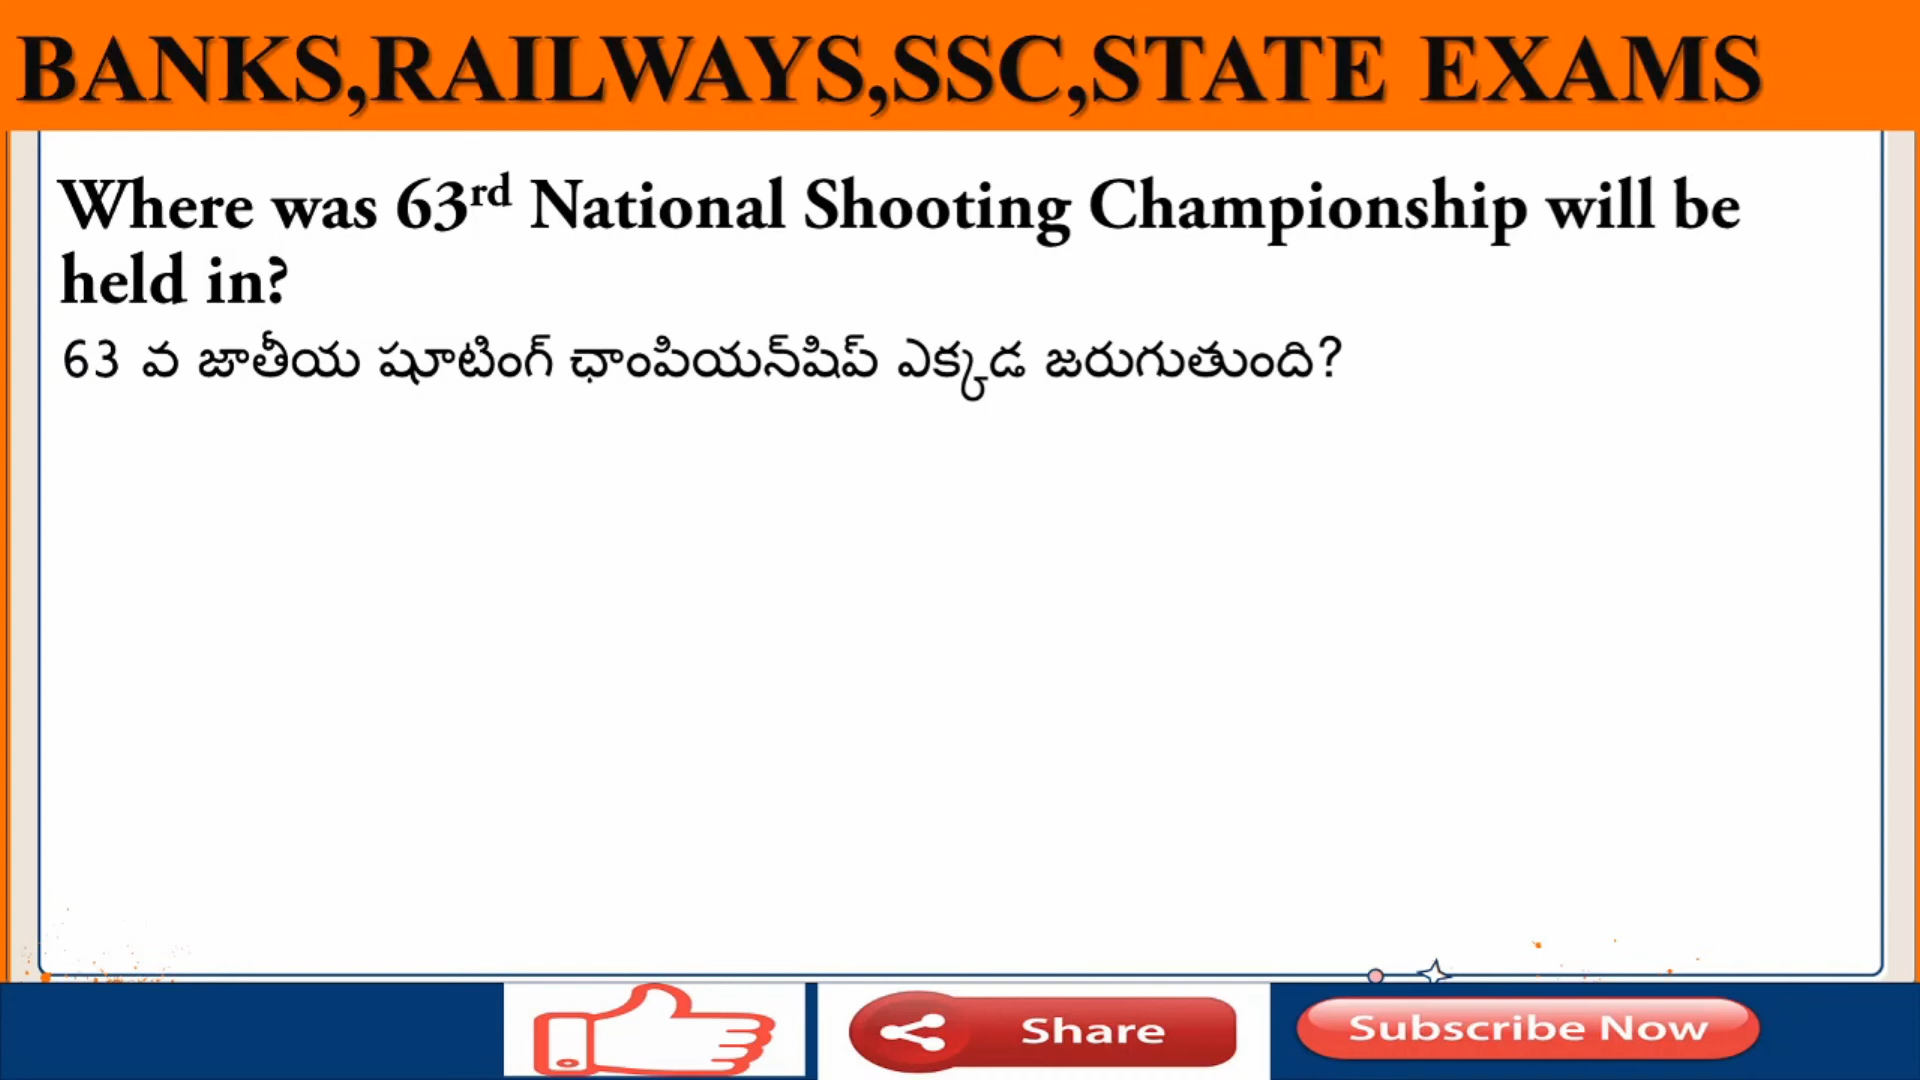 BANKS,RAILWAYS,SSC,STATE EXAMS
Where was 63rd National Shooting Championship will be
held in?
63 వ జాతీయ షూటింగ్ ఛాంపియన్‌షిప్ ఎక్కడ జరుగుతుంది?
Share
Subscribe Now